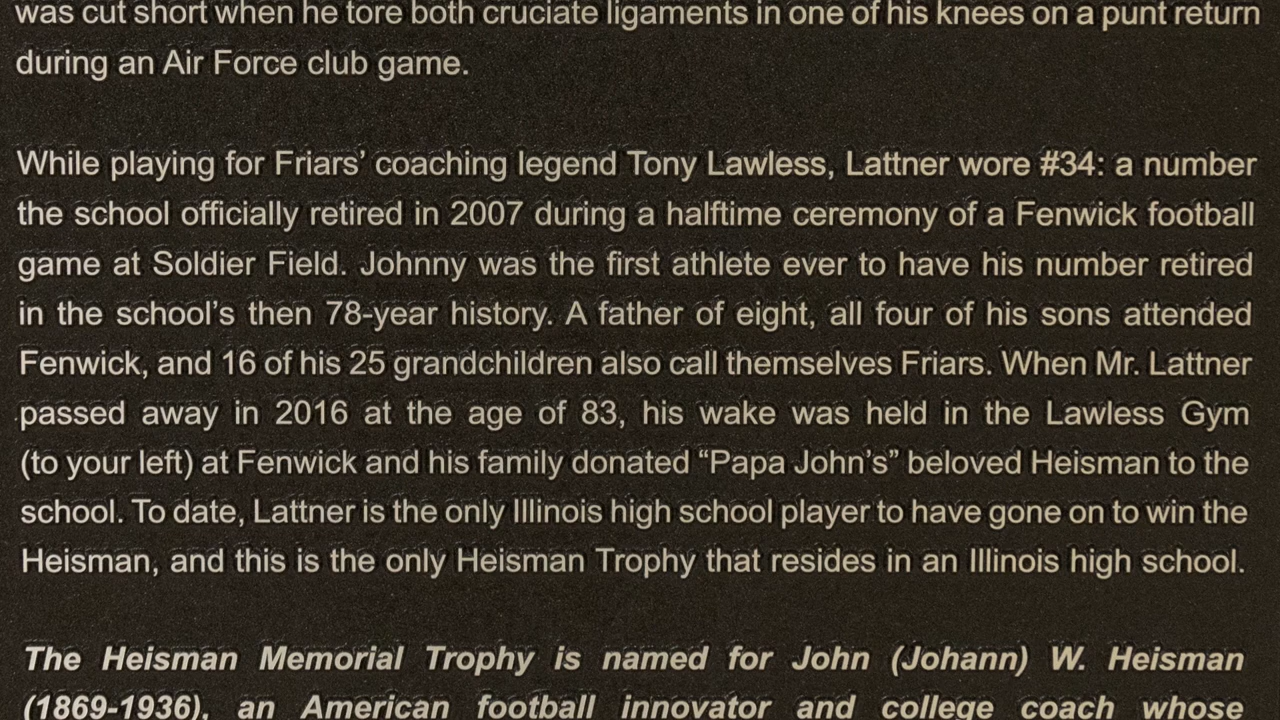 was cut short when he tore both cruciate ligaments in one of his knees on a punt return
during an Air Force club game.
While playing for Friars’ coaching legend Tony Lawless, Lattner wore #34: a number
the school officially retired in 2007 during a halftime ceremony of a Fenwick football
game at Soldier Field. Johnny was the first athlete ever to have his number retired
in the school’s then 78-year history. A father of eight, all four of his sons attended
Fenwick, and 16 of his 25 grandchildren also call themselves Friars. When Mr. Lattner
passed away in 2016 at the age of 83, his wake was held in the Lawless Gym
(to your left) at Fenwick and his family donated “Papa John’s” beloved Heisman to the
school. To date, Lattner is the only Illinois high school player to have gone on to win the
Heisman, and this is the only Heisman Trophy that resides in an Illinois high school.
The Heisman Memorial Trophy is named for John (Johann) W. Heisman
(1869-1936), an American football innovator and college coach whose